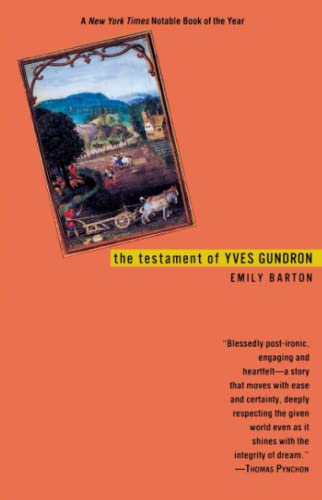 A New York Times Notable Book of the Year
the testament of YVES GUNDRON
EMILY BARTON
"Blessedly post-ironic,
engaging and
heartfelt—a story
that moves with ease
and certainty, deeply
respecting the given
world even as it
shines with the
integrity of dream."
—THOMAS PYNCHON